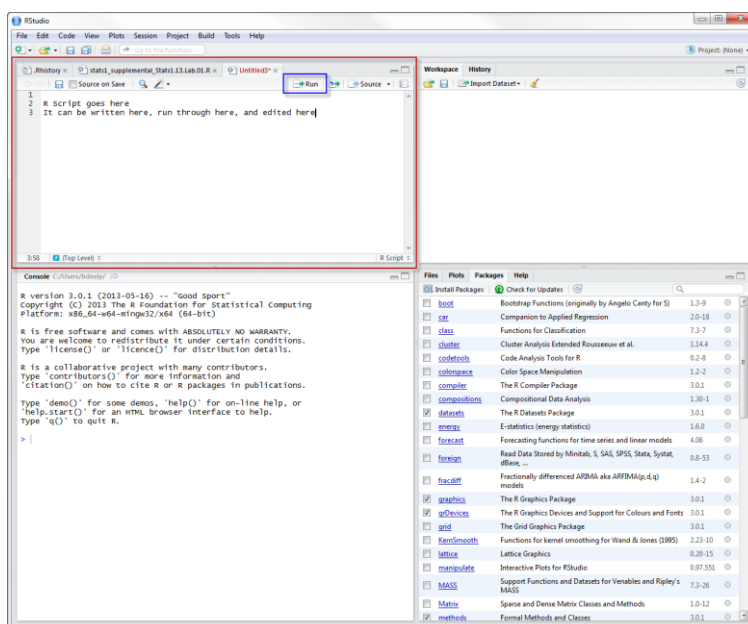 RStudio
File Edit Code View Plots Session Project Build Tools Help
Go to file/function
Project: (None)
.Rhistory
stats1_supplemental_Stats1.13.Lab.01.R
Untitled3*
Source on Save
Run
Source
1
2 R Script goes here
3 It can be written here, run through here, and edited here
3:58 (Top Level)
R Script
Workspace History
Import Dataset
Console C:/Users/bdeely/
R version 3.0.1 (2013-05-16) -- "Good Sport"
Copyright (C) 2013 The R Foundation for Statistical Computing
Platform: x86_64-w64-mingw32/x64 (64-bit)
R is free software and comes with ABSOLUTELY NO WARRANTY.
You are welcome to redistribute it under certain conditions.
Type 'license()' or 'licence()' for distribution details.
R is a collaborative project with many contributors.
Type 'contributors()' for more information and
'citation()' on how to cite R or R packages in publications.
Type 'demo()' for some demos, 'help()' for on-line help, or
'help.start()' for an HTML browser interface to help.
Type 'q()' to quit R.
>
Files Plots Packages Help
Install Packages Check for Updates
boot Bootstrap Functions (originally by Angelo Canty for S) 1.3-9
car Companion to Applied Regression 2.0-18
class Functions for Classification 7.3-7
cluster Cluster Analysis Extended Rousseeuw et al. 1.14.4
codetools Code Analysis Tools for R 0.2-8
colorspace Color Space Manipulation 1.2-2
compiler The R Compiler Package 3.0.1
compositions Compositional Data Analysis 1.30-1
datasets The R Datasets Package 3.0.1
energy E-statistics (energy statistics) 1.6.0
forecast Forecasting functions for time series and linear models 4.06
foreign Read Data Stored by Minitab, S, SAS, SPSS, Stata, Systat, 0.8-53
dBase, ...
fracdiff Fractionally differenced ARIMA aka ARFIMA(p,d,q) 1.4-2
models
graphics The R Graphics Package 3.0.1
grDevices The R Graphics Devices and Support for Colours and Fonts 3.0.1
grid The Grid Graphics Package 3.0.1
KernSmooth Functions for kernel smoothing for Wand & Jones (1995) 2.23-10
lattice Lattice Graphics 0.20-15
manipulate Interactive Plots for RStudio 0.97.551
MASS Support Functions and Datasets for Venables and Ripley's 7.3-26
MASS
Matrix Sparse and Dense Matrix Classes and Methods 1.0-12
methods Formal Methods and Classes 3.0.1